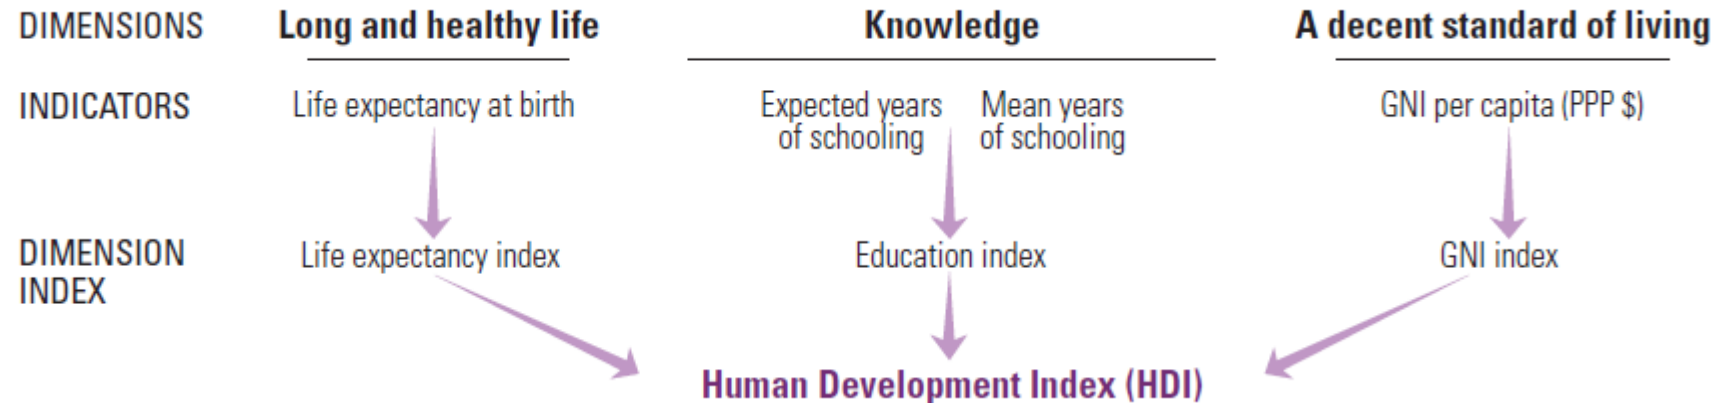 DIMENSIONS Long and healthy life Knowledge A decent standard of living
INDICATORS Life expectancy at birth Expected years Mean years GNI per capita (PPP $)
of schooling of schooling
DIMENSION Life expectancy index Education index GNI index
INDEX
Human Development Index (HDI)